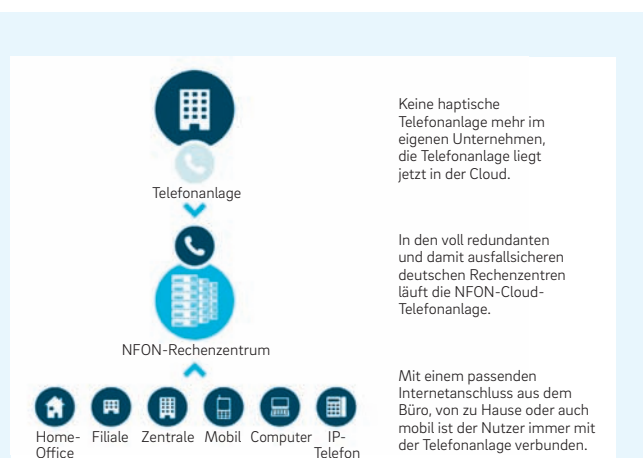 Keine haptische
Telefonanlage mehr im
eigenen Unternehmen,
die Telefonanlage liegt
jetzt in der Cloud.
Telefonanlage
In den voll redundanten
und damit ausfallsicheren
deutschen Rechenzentren
läuft die NFON-Cloud-
Telefonanlage.
NFON-Rechenzentrum
Mit einem passenden
Internetanschluss aus dem
Büro, von zu Hause oder auch
mobil ist der Nutzer immer mit
der Telefonanlage verbunden.
Home-
Office
Filiale
Zentrale
Mobil
Computer
IP-
Telefon